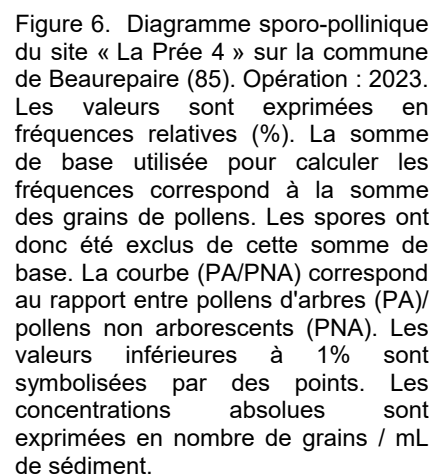 Figure 6. Diagramme sporo-pollinique
du site « La Prée 4 » sur la commune
de Beaurepaire (85). Opération : 2023.
Les valeurs sont exprimées en
fréquences relatives (%). La somme
de base utilisée pour calculer les
fréquences correspond à la somme
des grains de pollens. Les spores ont
donc été exclus de cette somme de
base. La courbe (PA/PNA) correspond
au rapport entre pollens d'arbres (PA)/
pollens non arborescents (PNA). Les
valeurs inférieures à 1% sont
symbolisées par des points. Les
concentrations absolues sont
exprimées en nombre de grains / mL
de sédiment.